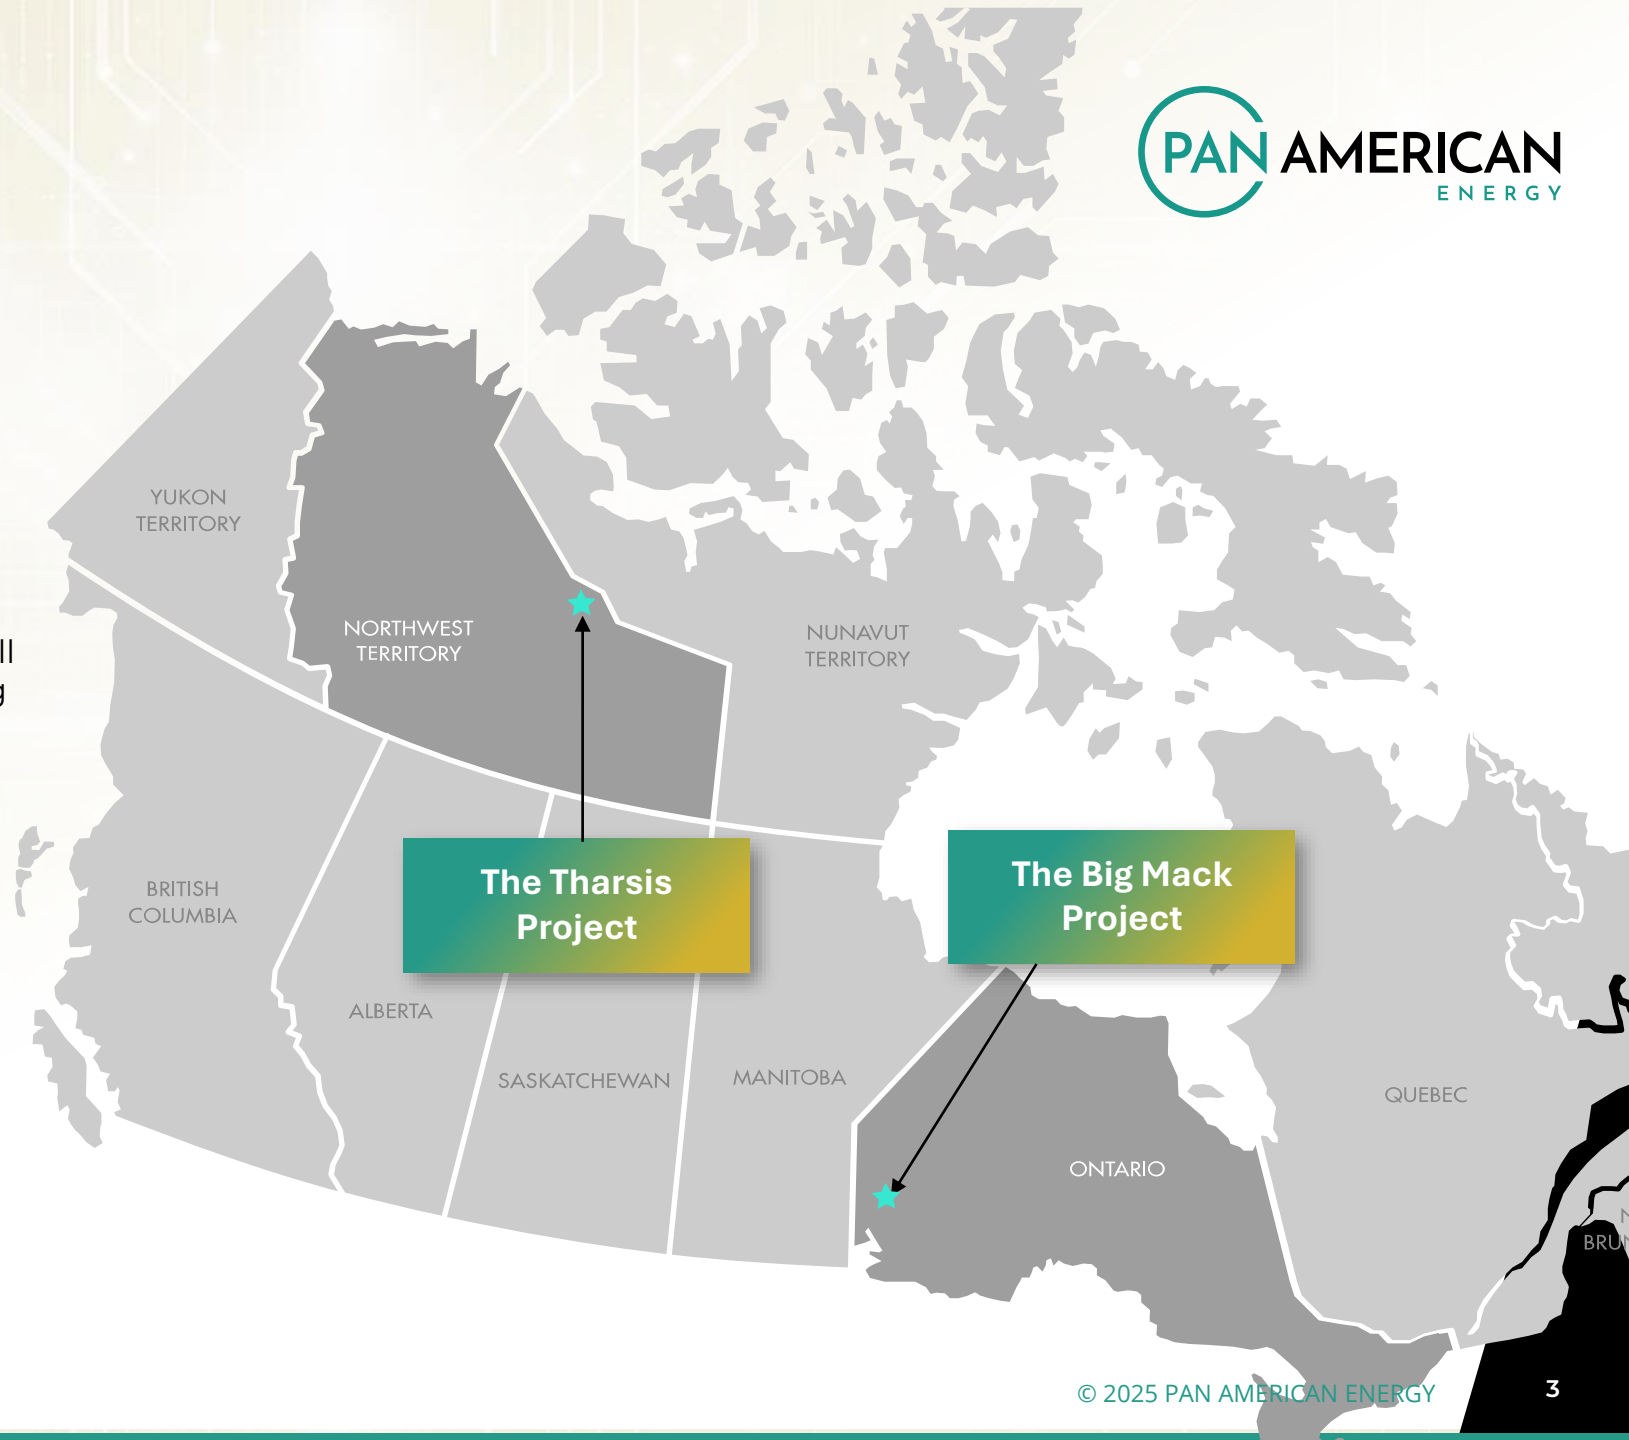 PAN AMERICAN
ENERGY
YUKON
TERRITORY
NORTHWEST
TERRITORY
NUNAVUT
TERRITORY
ll
g
The Tharsis
Project
The Big Mack
Project
BRITISH
COLUMBIA
ALBERTA
SASKATCHEWAN
MANITOBA
QUEBEC
ONTARIO
© 2025 PAN AMERICAN ENERGY
3